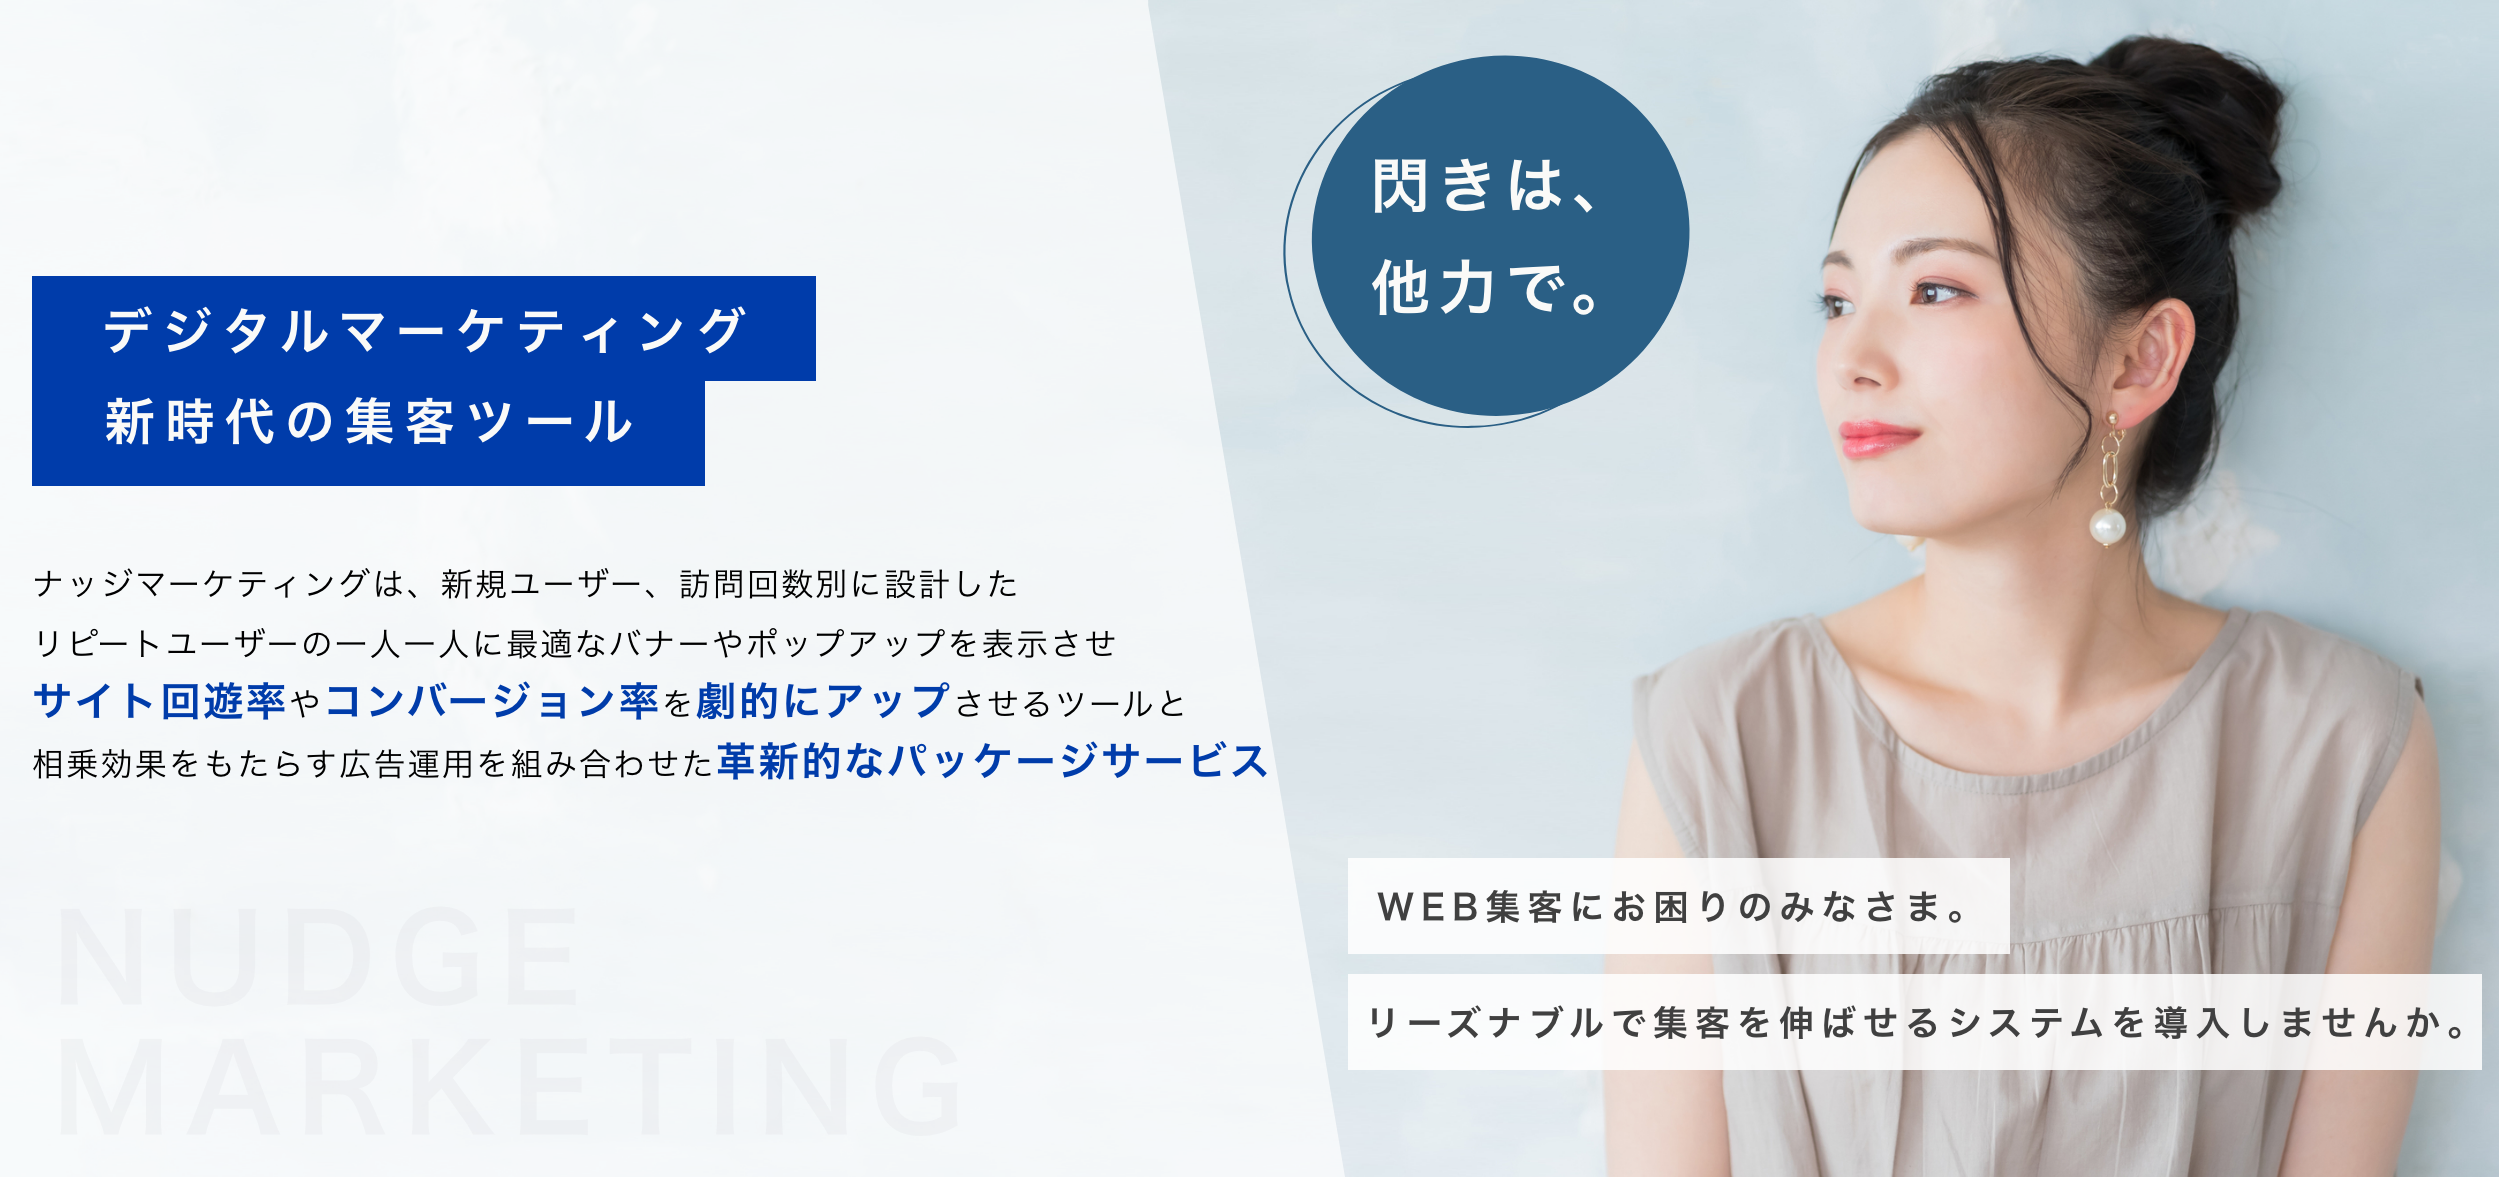 デジタルマーケティング
新時代の集客ツール
ナッジマーケティングは、新規ユーザー、訪問回数別に設計した
リピートユーザーの一人一人に最適なバナーやポップアップを表示させ
サイト回遊率やコンバージョン率を劇的にアップさせるツールと
相乗効果をもたらす広告運用を組み合わせた革新的なパッケージサービス
NUDGE
MARKETING
閃きは、
他力で。
WEB集客にお困りのみなさま。
リーズナブルで集客を伸ばせるシステムを導入しませんか。